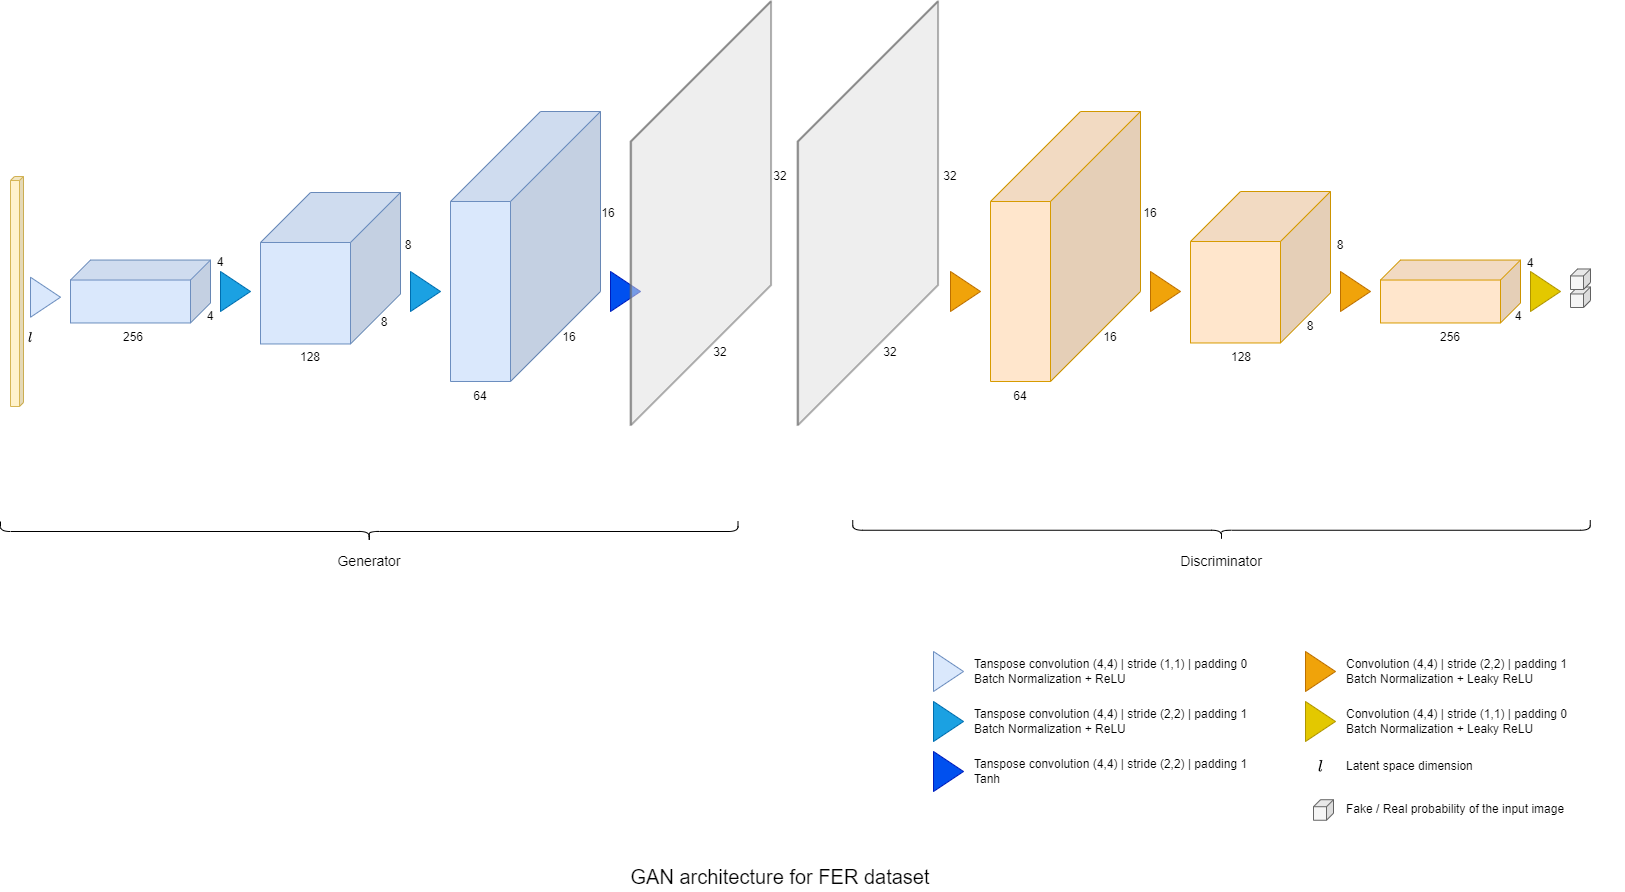 32
32
16
16
4
8
8
4
l
256
4
128
8
64
16
32
32
64
16
128
8
256
4
Generator
Discriminator
Tanspose convolution (4,4) | stride (1,1) | padding 0
Batch Normalization + ReLU
Tanspose convolution (4,4) | stride (2,2) | padding 1
Batch Normalization + ReLU
Tanspose convolution (4,4) | stride (2,2) | padding 1
Tanh
Convolution (4,4) | stride (2,2) | padding 1
Batch Normalization + Leaky ReLU
Convolution (4,4) | stride (1,1) | padding 0
Batch Normalization + Leaky ReLU
l Latent space dimension
Fake / Real probability of the input image
GAN architecture for FER dataset